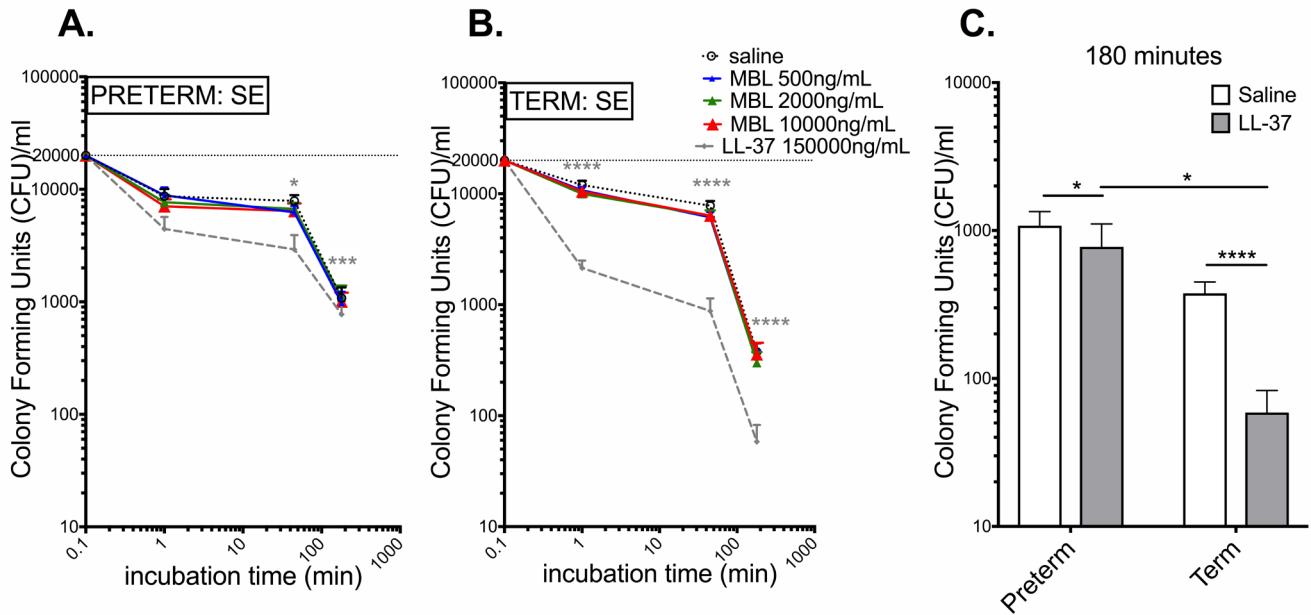 A.
PRETERM: SE
Colony Forming Units (CFU)/ml
100000
20000
10000
10000
100
10
*
***
0.1
1
10
100
1000
incubation time (min)
B.
TERM: SE
saline
MBL 500ng/mL
MBL 2000ng/mL
MBL 10000ng/mL
LL-37 150000ng/mL
Colony Forming Units (CFU)/ml
100000
20000
10000
1000
100
10
****
****
****
0.1
1
10
100
1000
incubation time (min)
C.
180 minutes
Saline
LL-37
Colony Forming Units (CFU)/ml
10000
1000
100
10
*
*
****
Preterm
Term